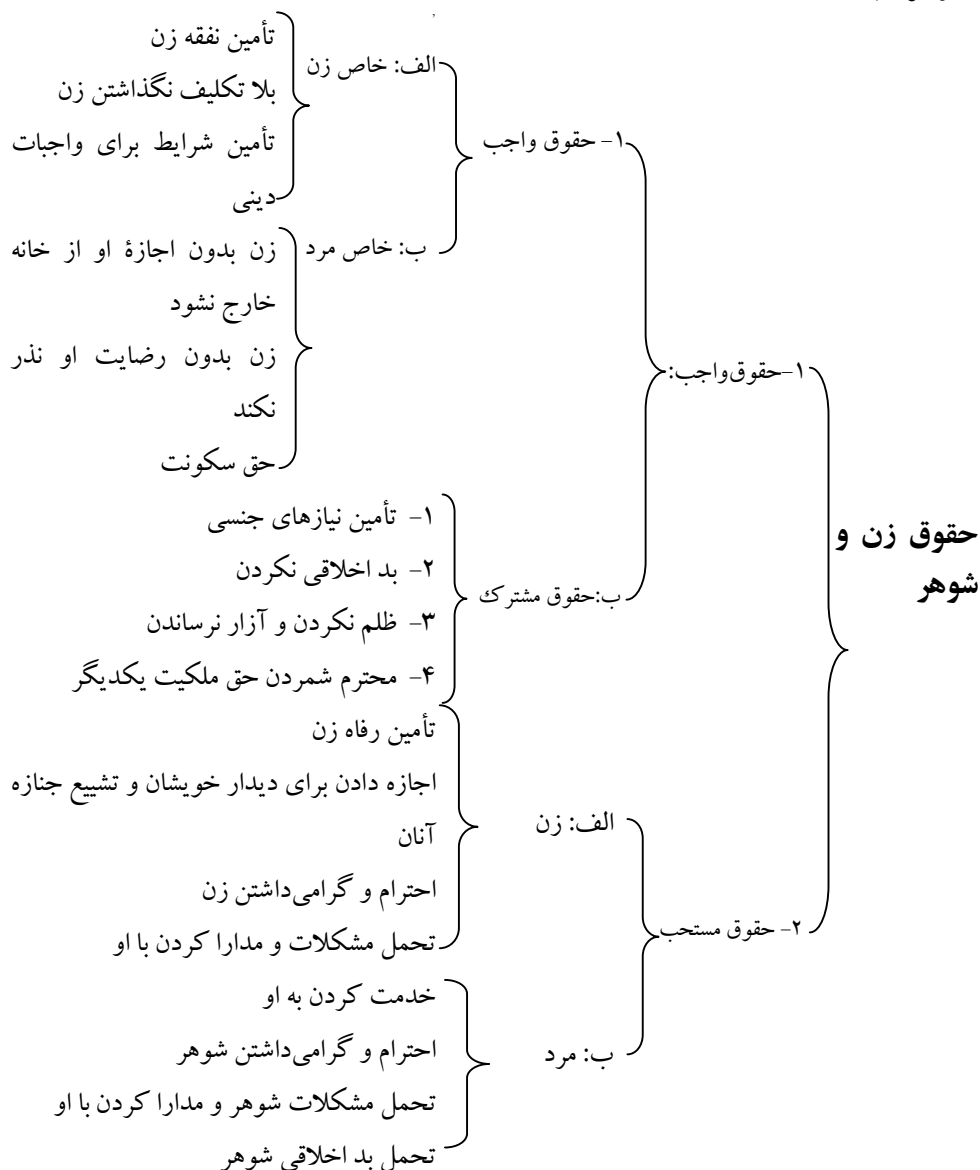 حقوق زن و
شوهر
۱-حقوق واجب:
۱- حقوق واجب
الف: خاص زن
تأمین نفقه زن
بلا تکلیف نگذاشتن زن
تأمین شرایط برای واجبات
دینی
ب: خاص مرد
زن بدون اجازۀ او از خانه
خارج نشود
زن بدون رضایت او نذر
نکند
حق سکونت
ب:حقوق مشترک
۱- تأمین نیازهای جنسی
۲- بد اخلاقی نکردن
۳- ظلم نکردن و آزار نرساندن
۴- محترم شمردن حق ملکیت یکدیگر
۲- حقوق مستحب
الف: زن
تأمین رفاه زن
اجازه دادن برای دیدار خویشان و تشییع جنازه
آنان
احترام و گرامی‌داشتن زن
تحمل مشکلات و مدارا کردن با او
ب: مرد
خدمت کردن به او
احترام و گرامی‌داشتن شوهر
تحمل مشکلات شوهر و مدارا کردن با او
تحمل بد اخلاقی شوهر